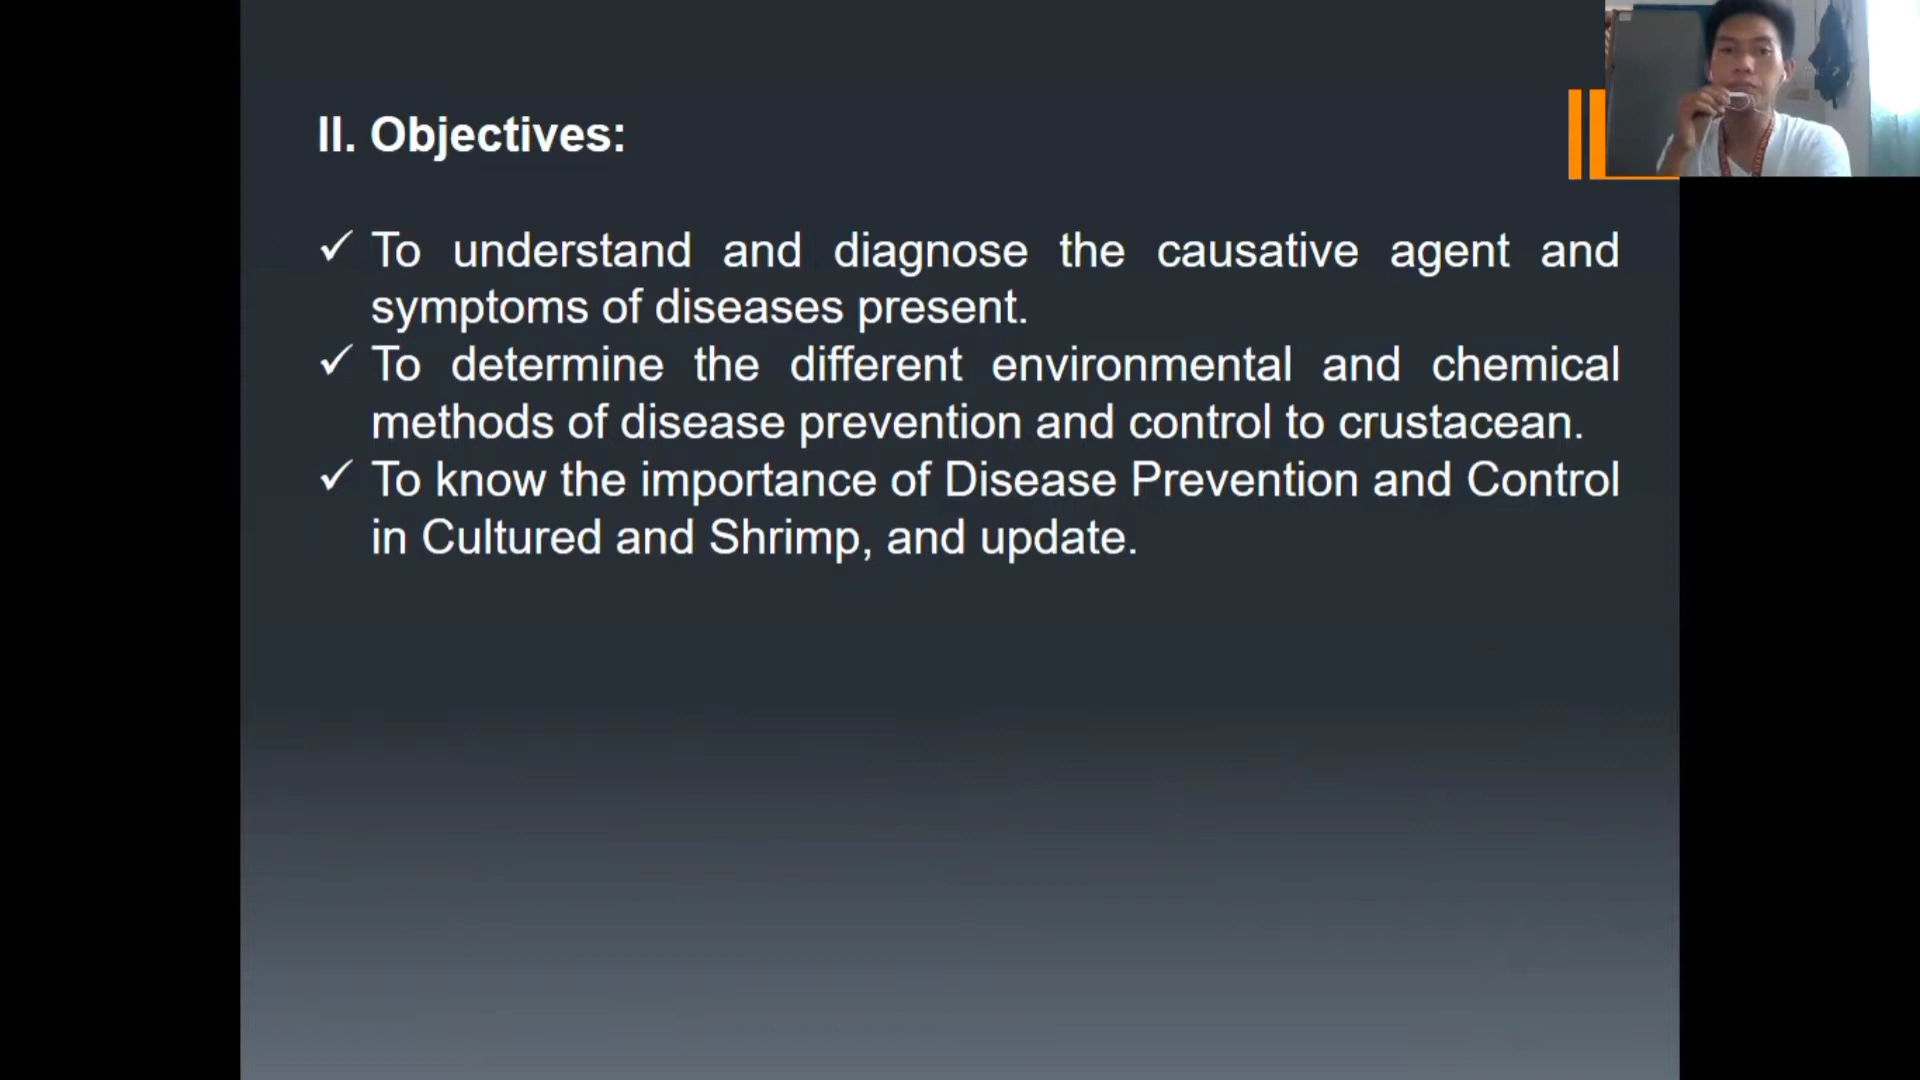 II. Objectives:
✓ To understand and diagnose the causative agent and
symptoms of diseases present.
✓ To determine the different environmental and chemical
methods of disease prevention and control to crustacean.
✓ To know the importance of Disease Prevention and Control
in Cultured and Shrimp, and update.